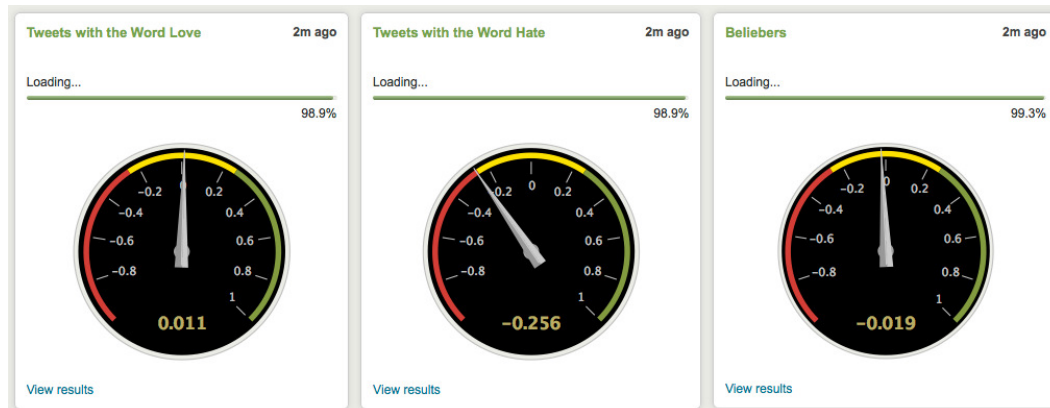 Tweets with the Word Love 2m ago
Loading...
98.9%
-0.8 -0.6 -0.4 -0.2 0 0.2 0.4 0.6 0.8 1
0.011
View results
Tweets with the Word Hate 2m ago
Loading...
98.9%
-0.8 -0.6 -0.4 -0.2 0 0.2 0.4 0.6 0.8 1
-0.256
View results
Beliebers 2m ago
Loading...
99.3%
-0.8 -0.6 -0.4 -0.2 0 0.2 0.4 0.6 0.8 1
-0.019
View results